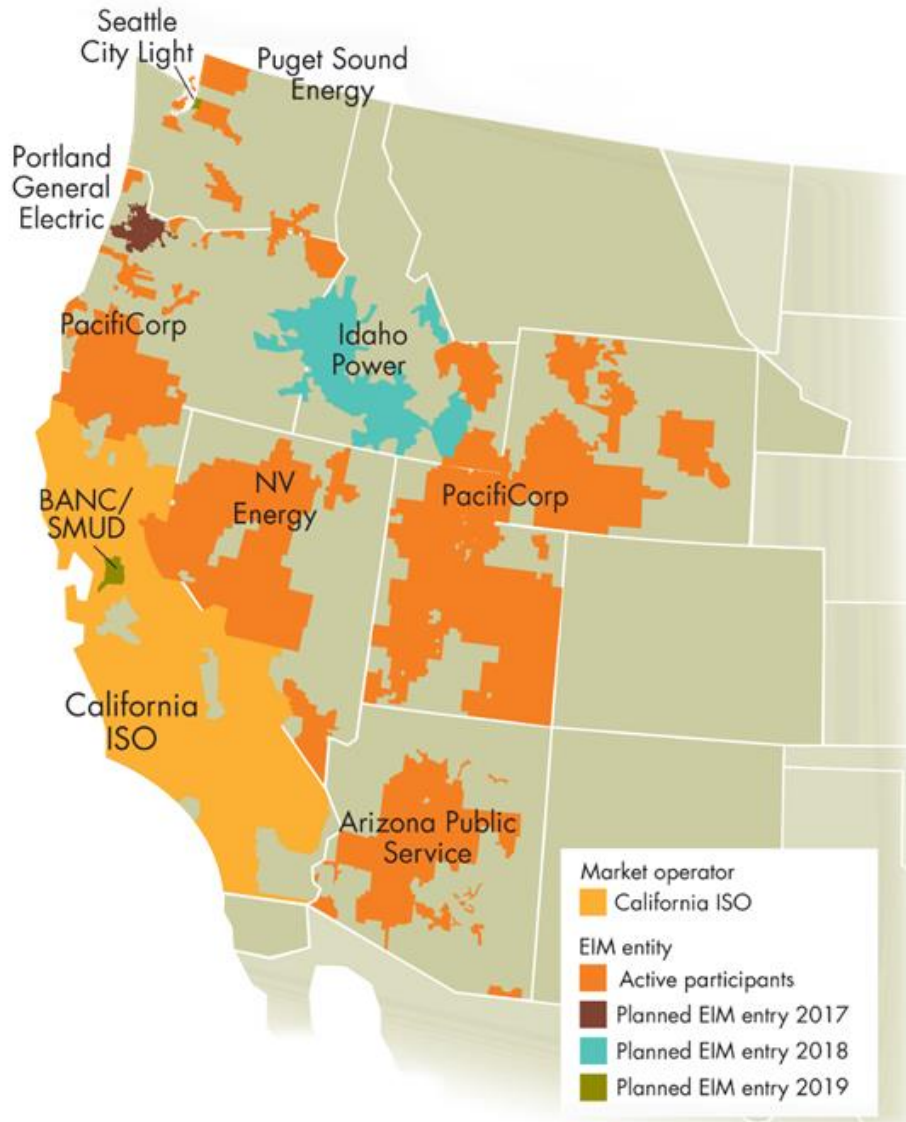 Seattle
City Light
Puget Sound
Energy
Portland
General
Electric
PacifiCorp
Idaho
Power
BANC/
SMUD
NV
Energy
PacifiCorp
California
ISO
Arizona Public
Service
Market operator
California ISO
EIM entity
Active participants
Planned EIM entry 2017
Planned EIM entry 2018
Planned EIM entry 2019